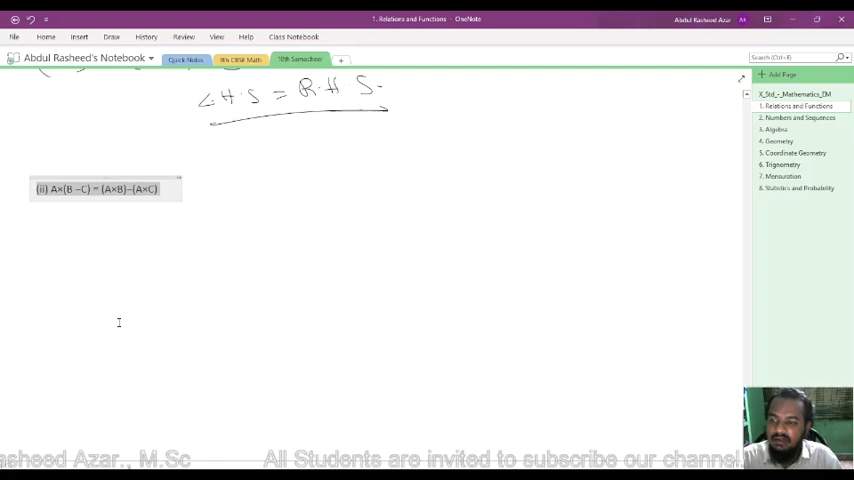 1. Relations and Functions - OneNote
Abdul Rasheed Azar
AR
File Home Insert Draw History Review View Help Class Notebook
Abdul Rasheed's Notebook
Quick Notes
9th CBSE Math
10th Samacheer
Search (Ctrl+E)
Add Page
X_Std_-_Mathematics_EM
1. Relations and Functions
2. Numbers and Sequences
3. Algebra
4. Geometry
5. Coordinate Geometry
6. Trignometry
7. Mensuration
8. Statistics and Probability
L.H.S = R.H.S.
(ii) A×(B −C) = (A×B)−(A×C)
asheed Azar., M.Sc All Students are invited to subscribe our channel.